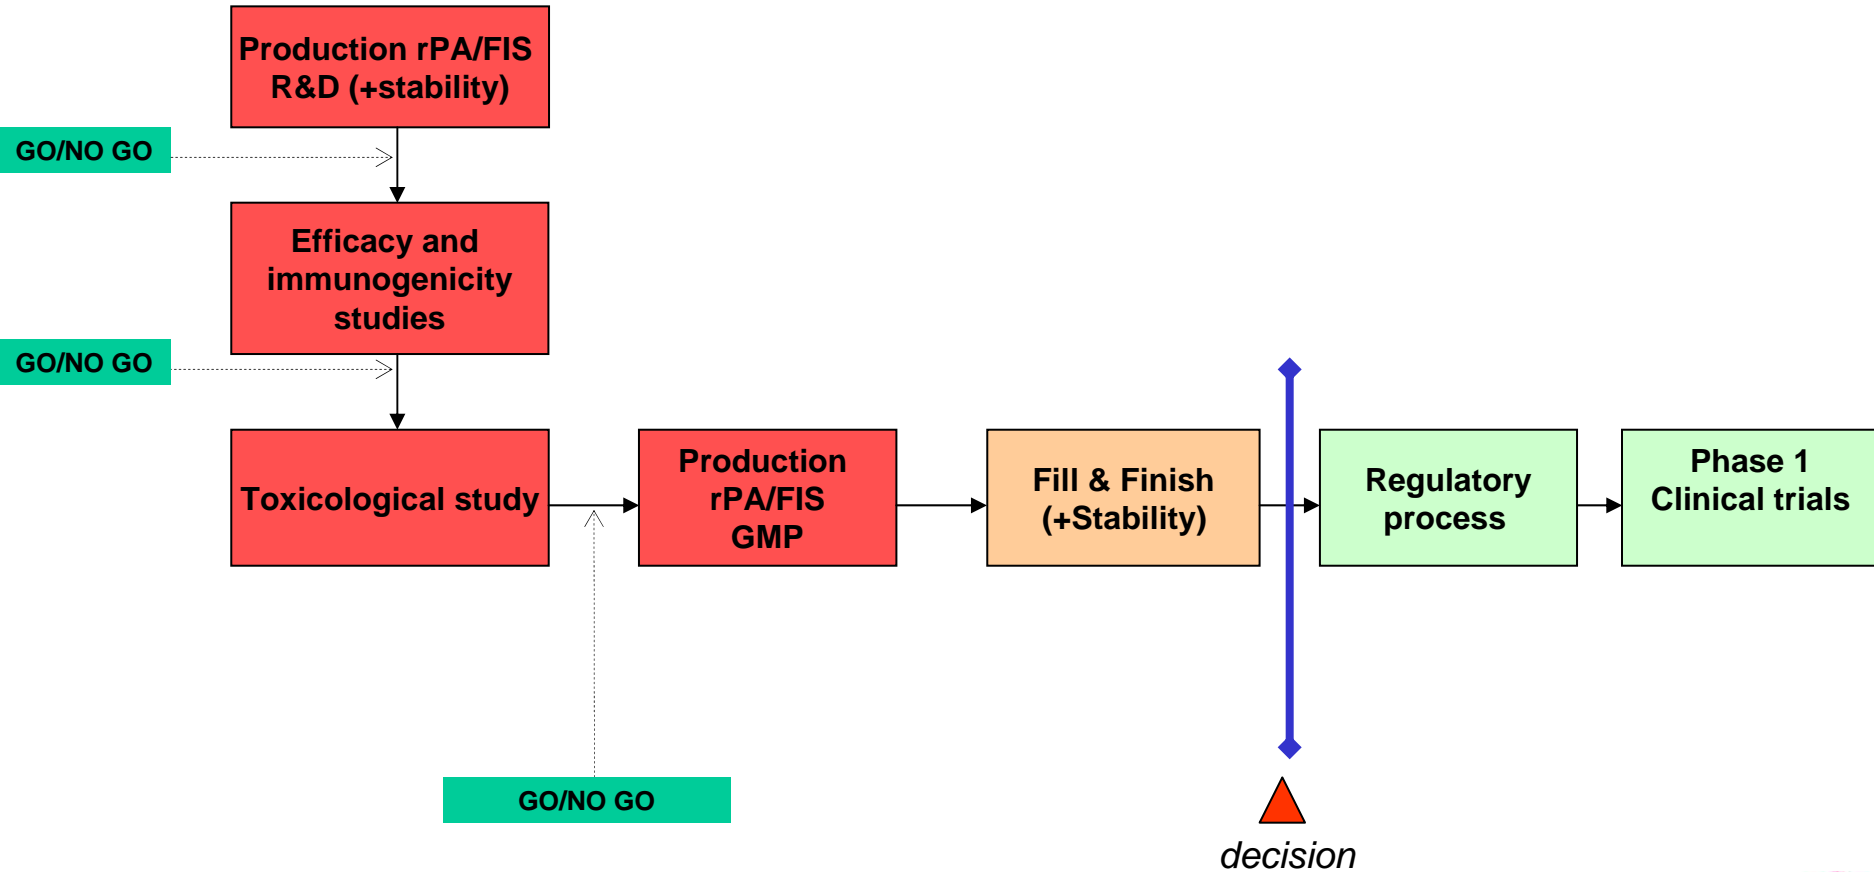 Production rPA/FIS
R&D (+stability)
GO/NO GO
Efficacy and
immunogenicity
studies
GO/NO GO
Toxicological study
Production
rPA/FIS
GMP
Fill & Finish
(+Stability)
Regulatory
process
Phase 1
Clinical trials
GO/NO GO
decision